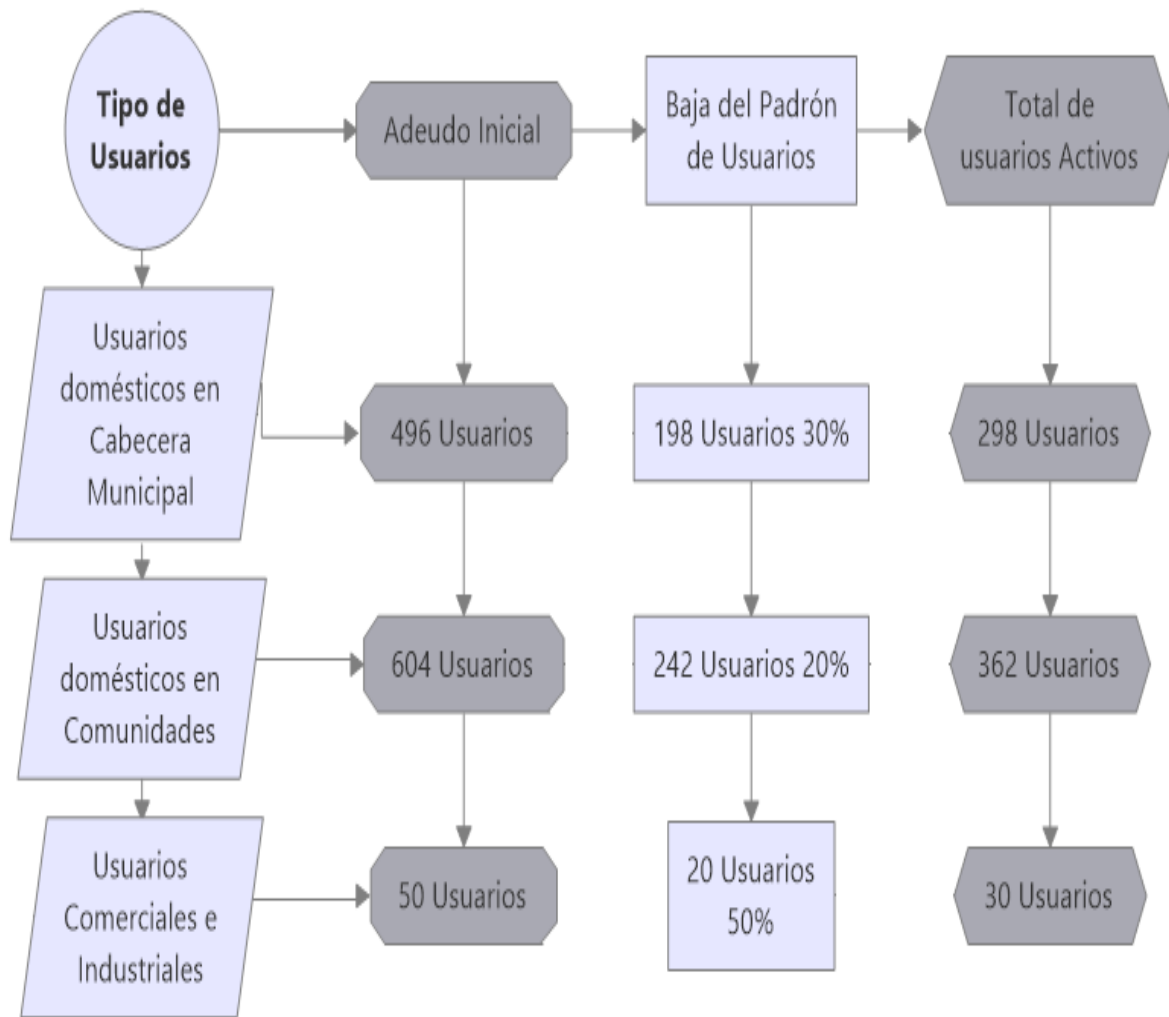 Tipo de
Usuarios
Adeudo Inicial
Baja del Padrón
de Usuarios
Total de
usuarios Activos
Usuarios
domésticos en
Cabecera
Municipal
496 Usuarios
198 Usuarios 30%
298 Usuarios
Usuarios
domésticos en
Comunidades
604 Usuarios
242 Usuarios 20%
362 Usuarios
Usuarios
Comerciales e
Industriales
50 Usuarios
20 Usuarios
50%
30 Usuarios